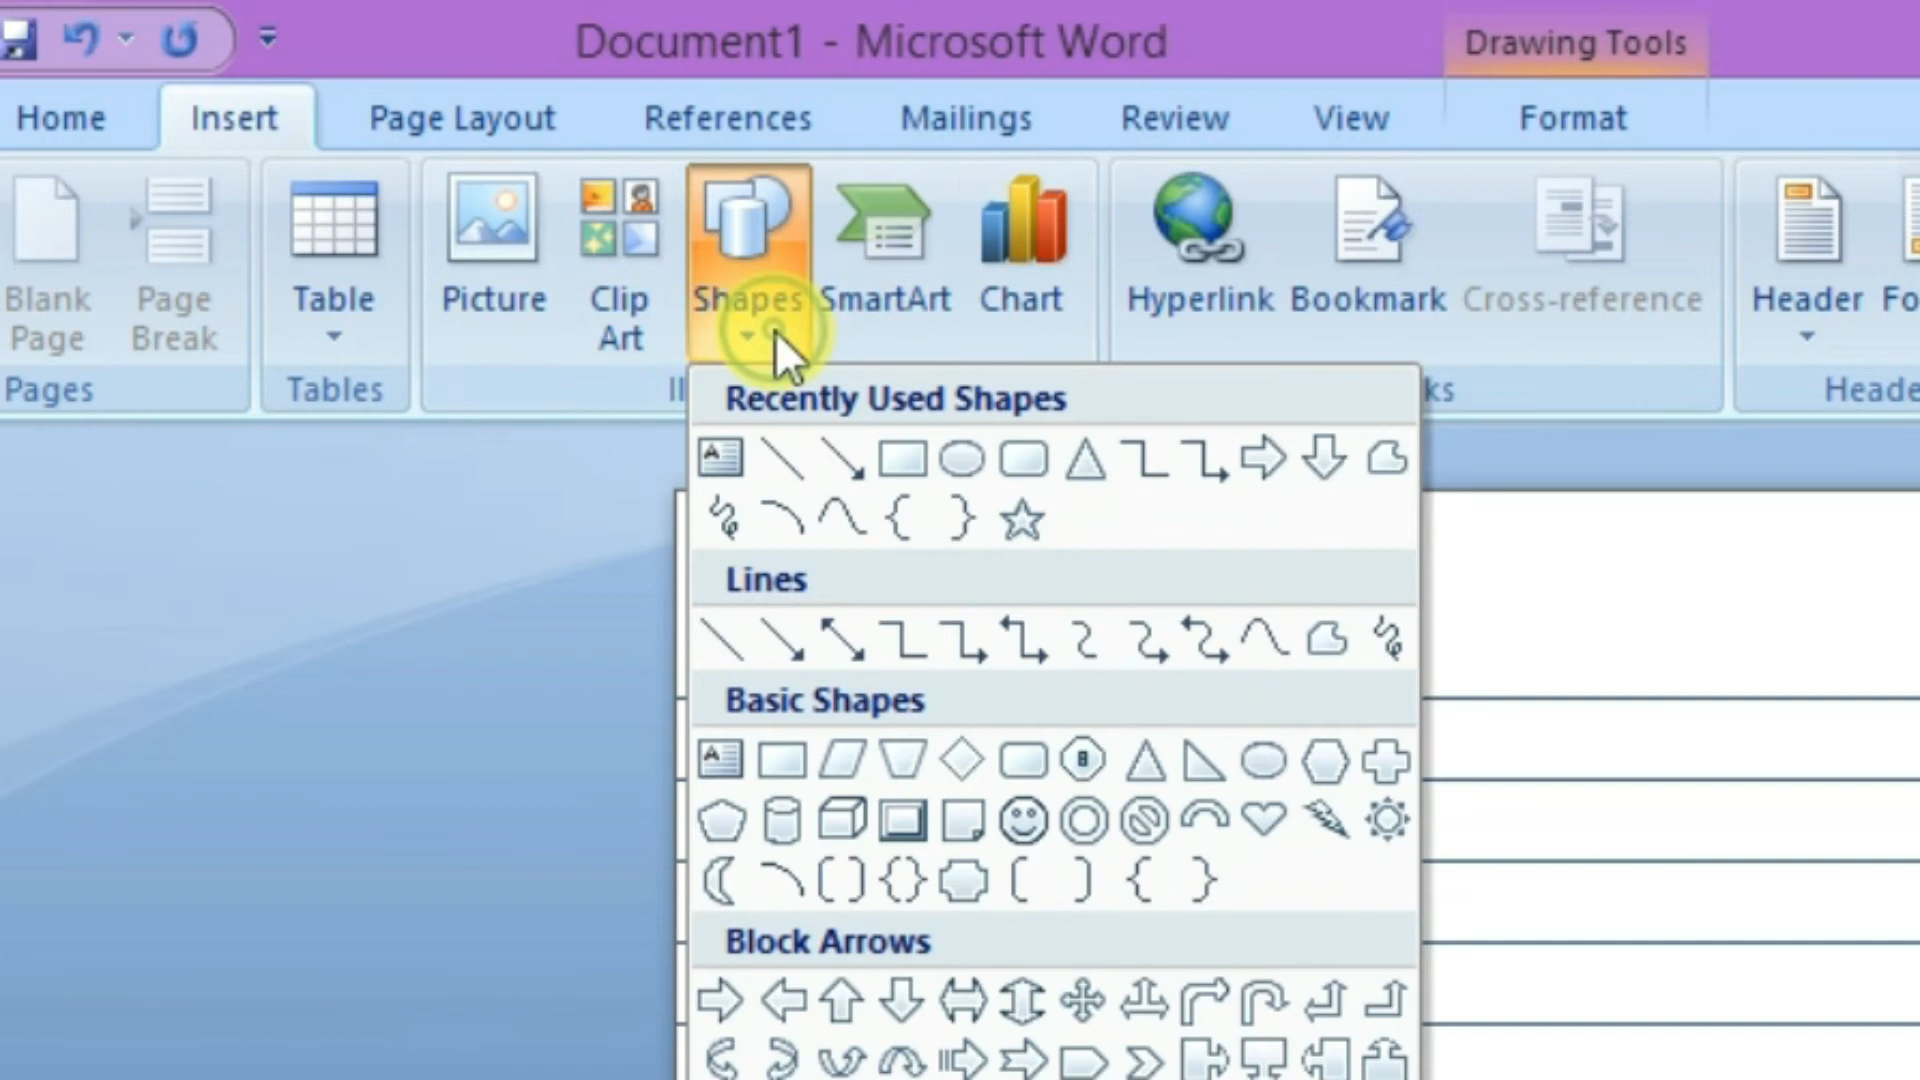 Document1 - Microsoft Word
Drawing Tools
Home Insert Page Layout References Mailings Review View Format
Blank Page
Page Break
Table
Picture
Clip Art
Shapes
SmartArt
Chart
Hyperlink
Bookmark
Cross-reference
Header
Pages
Tables
Recently Used Shapes
Lines
Basic Shapes
Block Arrows